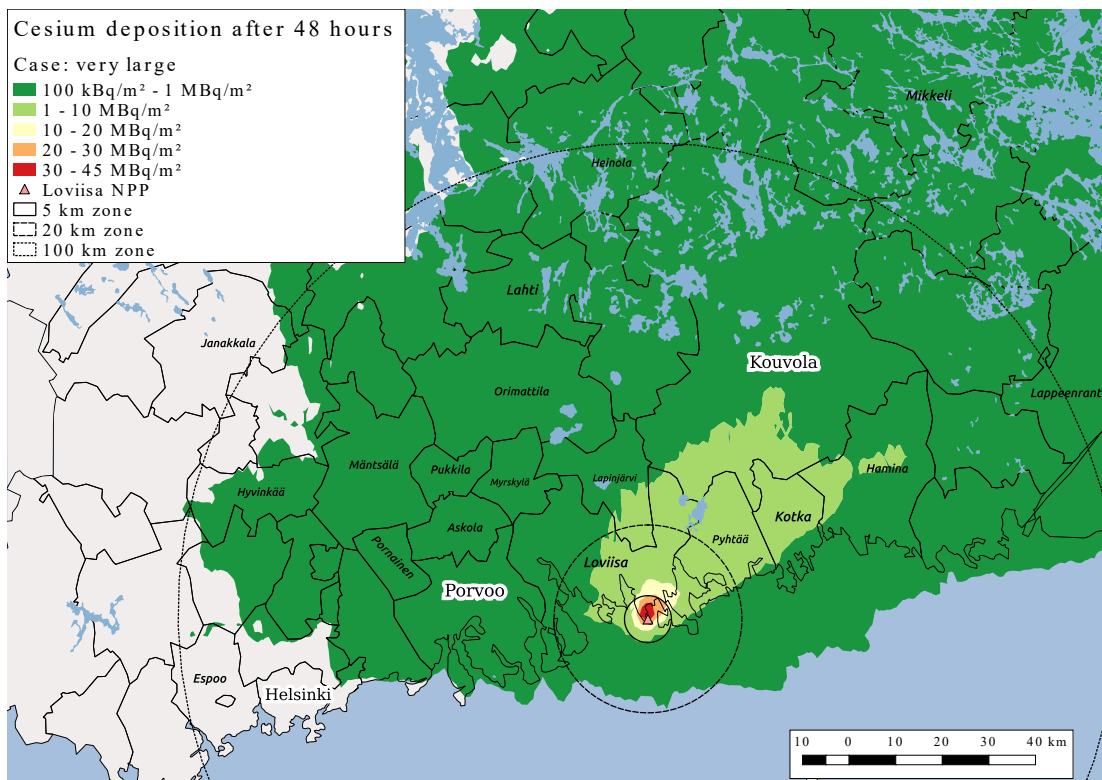 Cesium deposition after 48 hours
Case: very large
100 kBq/m² - 1 MBq/m²
1 - 10 MBq/m²
10 - 20 MBq/m²
20 - 30 MBq/m²
30 - 45 MBq/m²
Loviisa NPP
5 km zone
20 km zone
100 km zone
Mikkeli
Heinola
Lahti
Janakkala
Kouvola
Orimattila
Lappeenrant
Mäntsälä
Pukkila
Hamina
Hyvinkää
Myrskylä
Lapinjärvi
Kotka
Askola
Pyhtää
Pornainen
Loviisa
Porvoo
Espoo
Helsinki
10 0 10 20 30 40 km